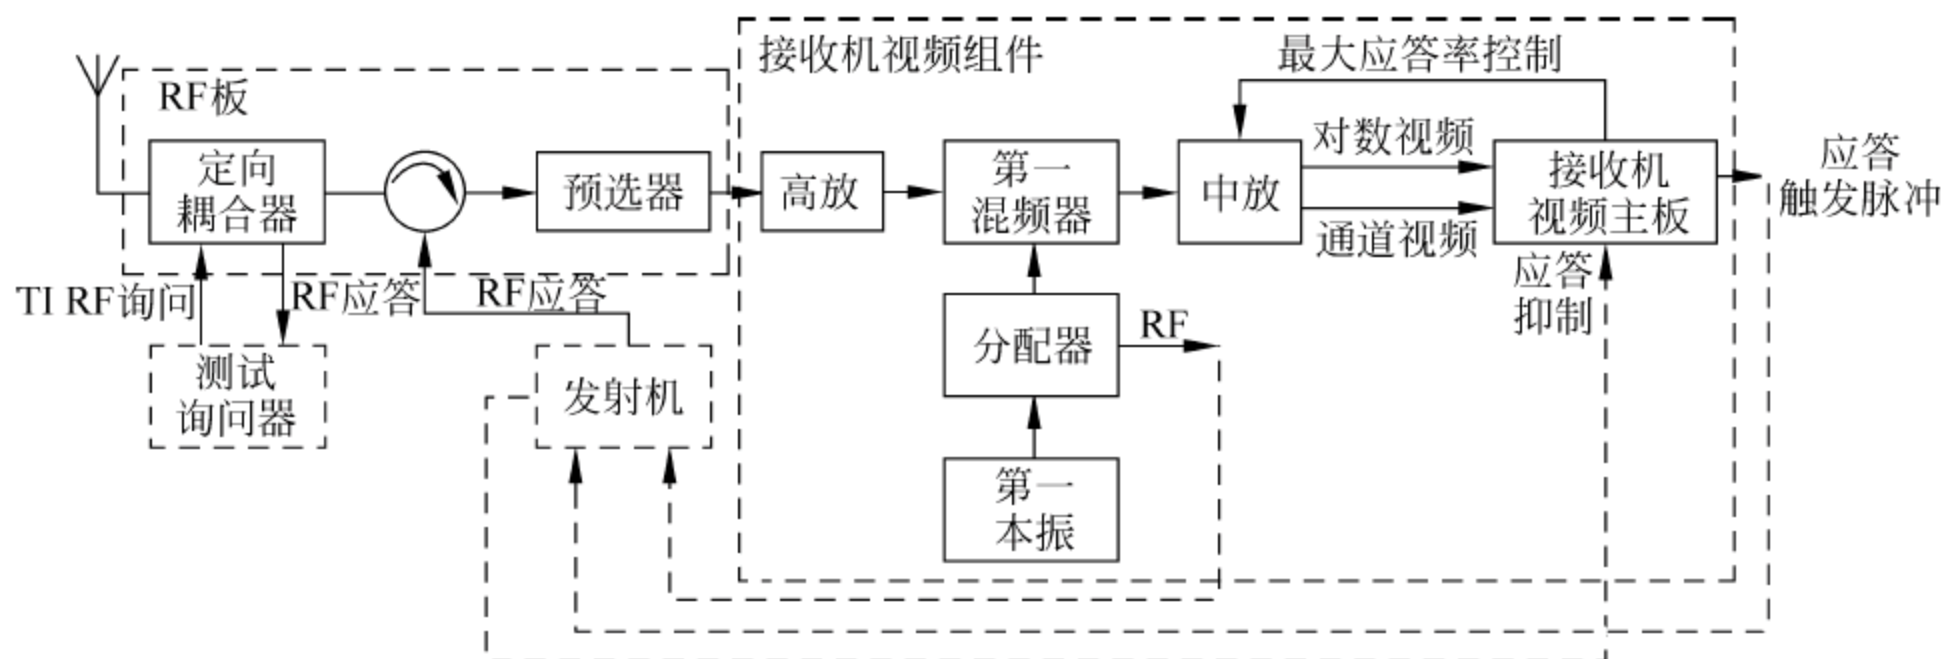 接收机视频组件
最大应答率控制
RF板
定向
耦合器
预选器
高放
第一
混频器
中放
对数视频
通道视频
接收机
视频主板
应答
触发脉冲
TI RF询问
RF应答
RF应答
应答
抑制
测试
询问器
发射机
分配器
RF
第一
本振